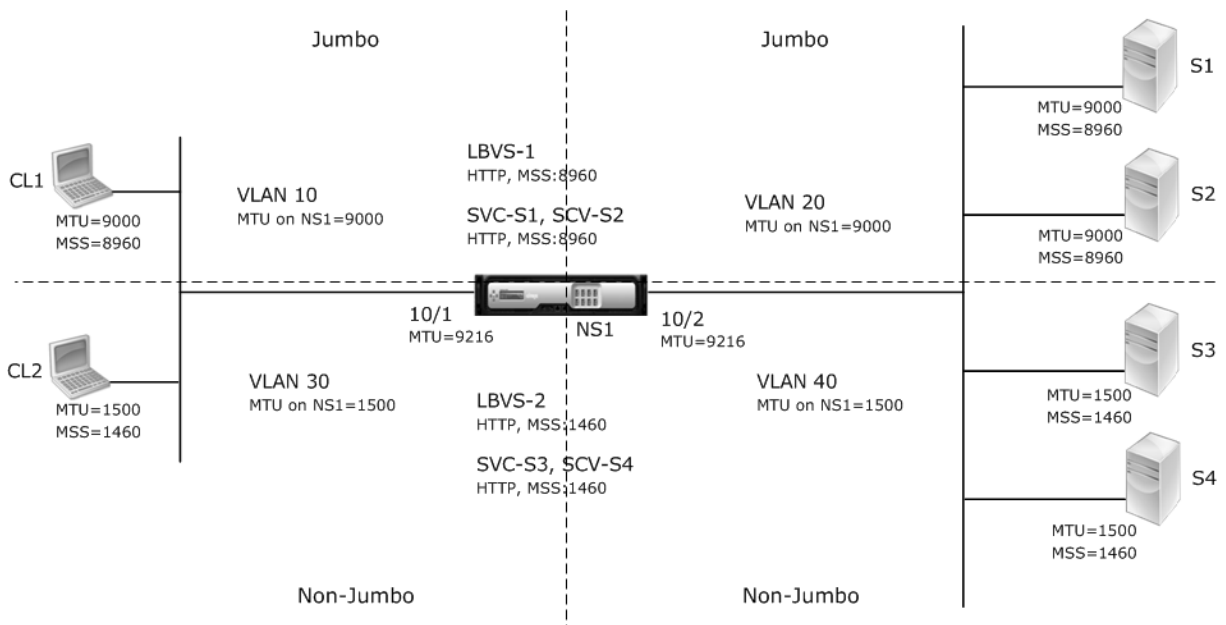 Jumbo
Jumbo
S1
MTU=9000
MSS=8960
LBVS-1
HTTP, MSS:8960
CL1
MTU=9000
MSS=8960
VLAN 10
MTU on NS1=9000
SVC-S1, SCV-S2
HTTP, MSS:8960
VLAN 20
MTU on NS1=9000
S2
MTU=9000
MSS=8960
10/1
MTU=9216
NS1
10/2
MTU=9216
S3
MTU=1500
MSS=1460
CL2
MTU=1500
MSS=1460
VLAN 30
MTU on NS1=1500
LBVS-2
HTTP, MSS:1460
VLAN 40
MTU on NS1=1500
SVC-S3, SCV-S4
HTTP, MSS:1460
S4
MTU=1500
MSS=1460
Non-Jumbo
Non-Jumbo